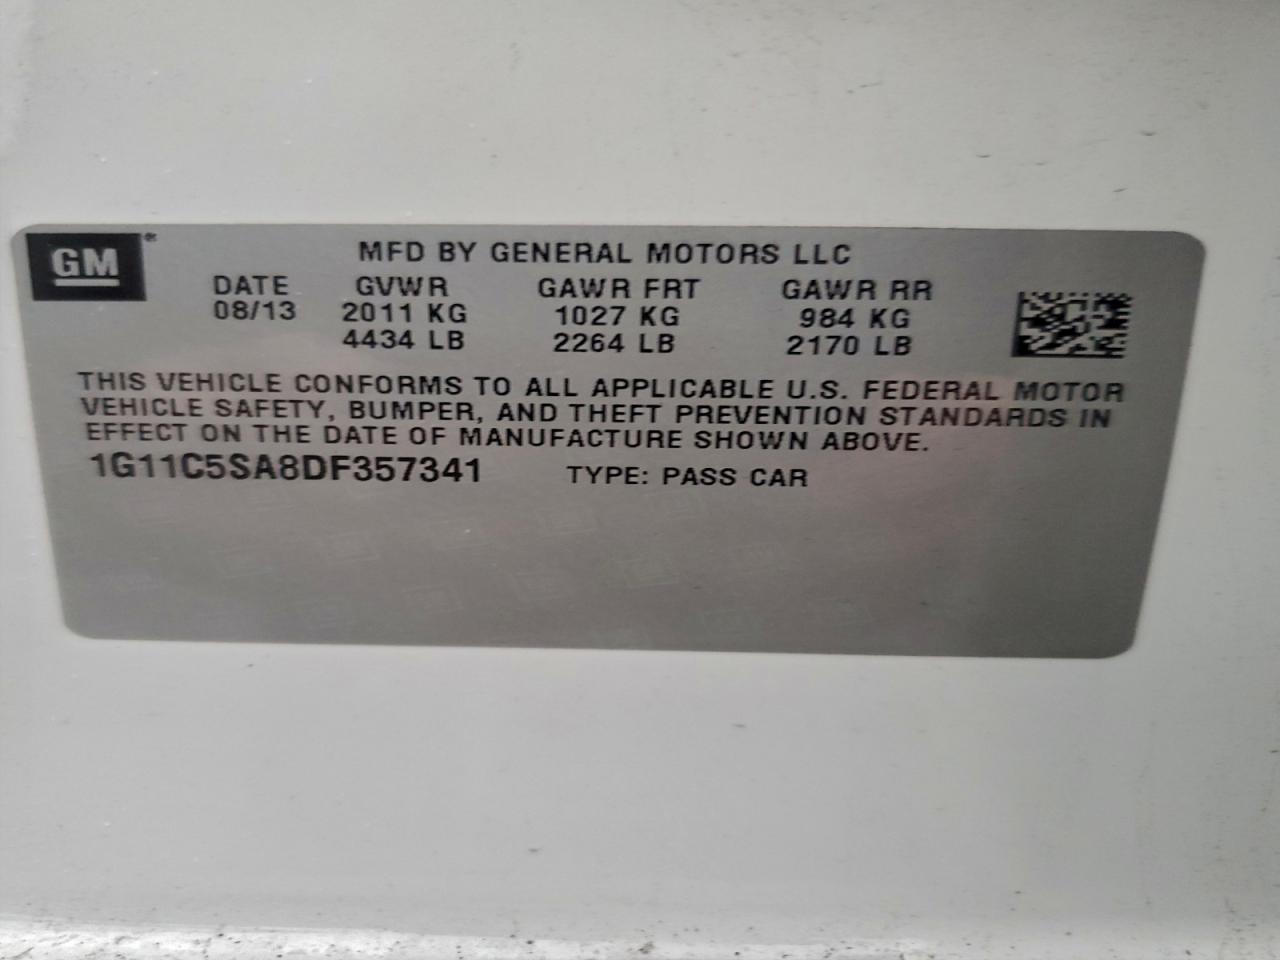 GM
MFD BY GENERAL MOTORS LLC
DATE GVWR GAWR FRT GAWR RR
08/13 2011 KG 1027 KG 984 KG
4434 LB 2264 LB 2170 LB
THIS VEHICLE CONFORMS TO ALL APPLICABLE U.S. FEDERAL MOTOR
VEHICLE SAFETY, BUMPER, AND THEFT PREVENTION STANDARDS IN
EFFECT ON THE DATE OF MANUFACTURE SHOWN ABOVE.
1G11C5SA8DF357341 TYPE: PASS CAR